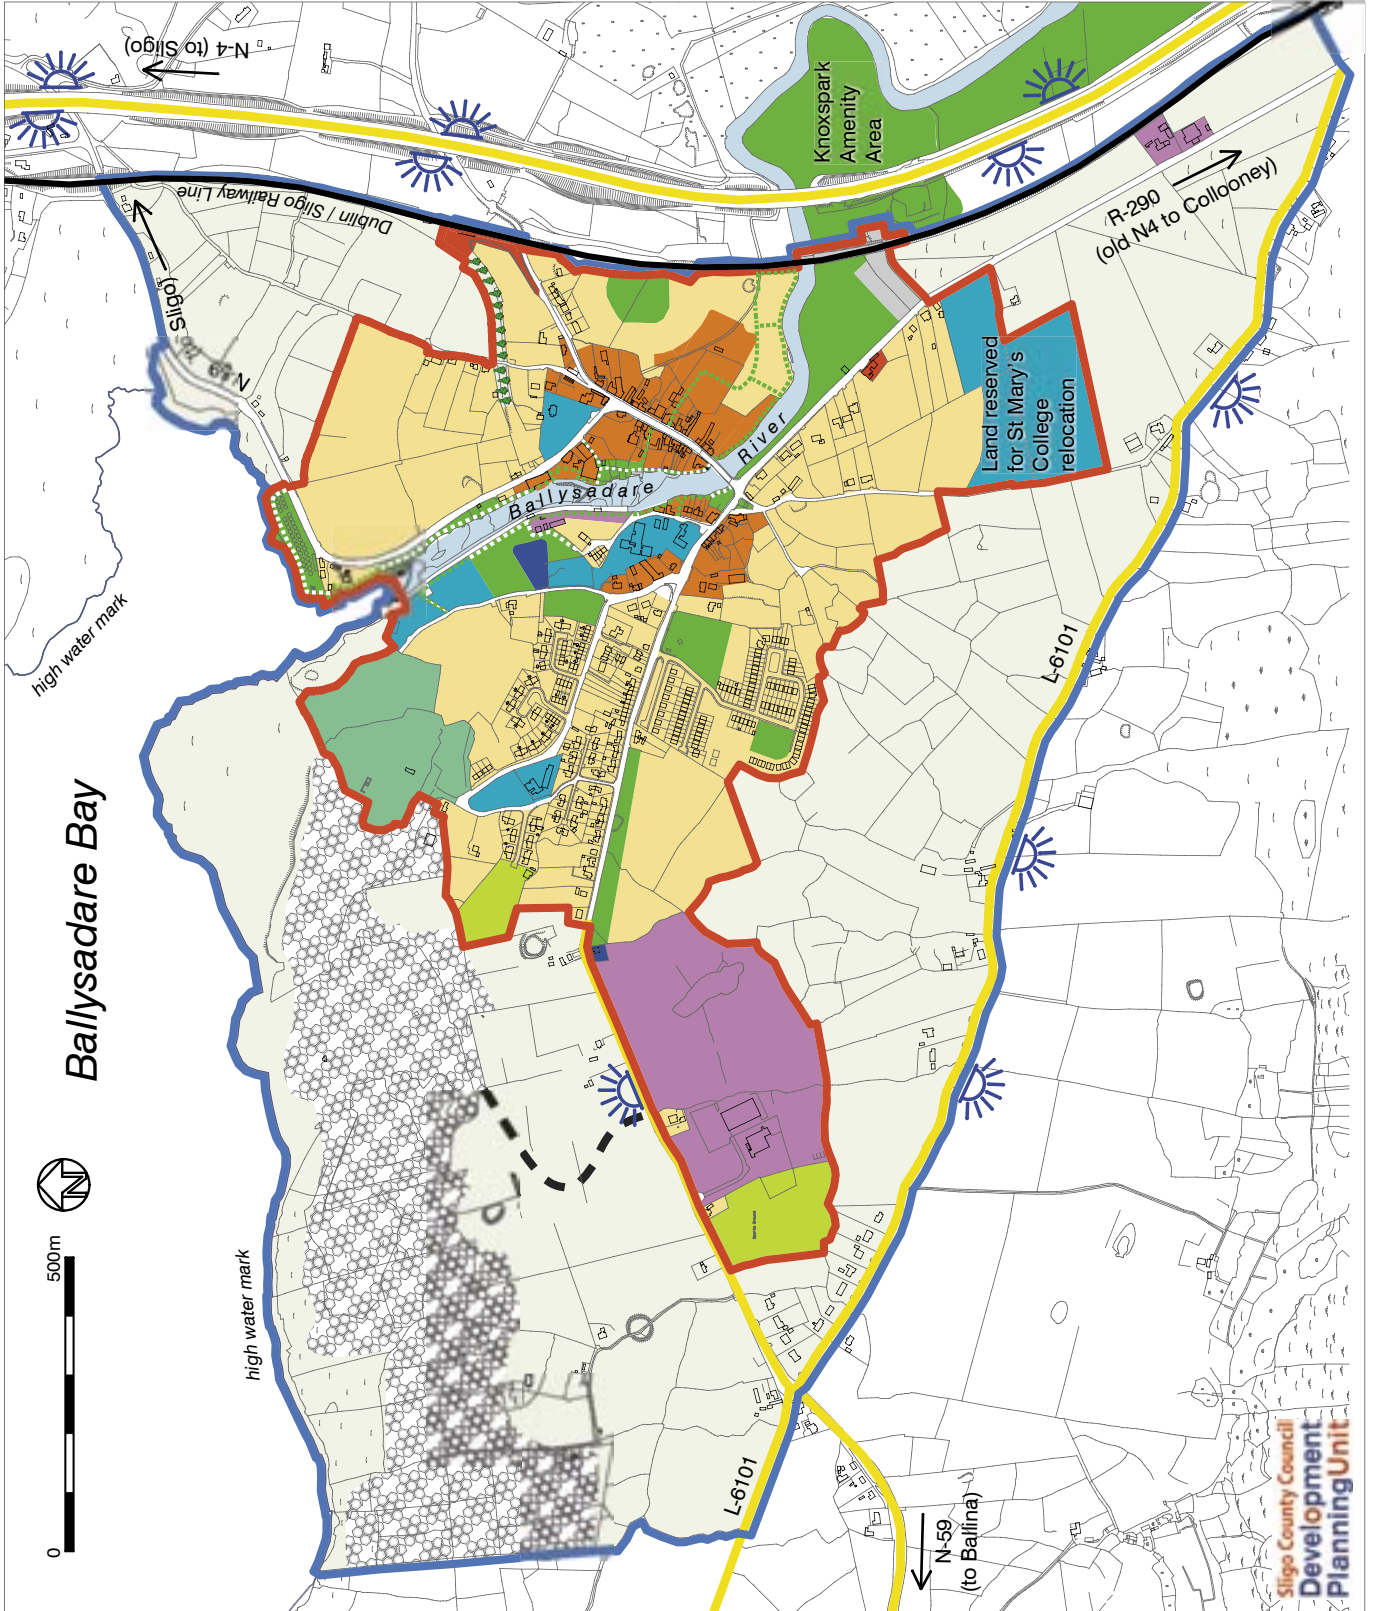 N-4 (to Sligo)
Dublin / Sligo Railway Line
N-59
(to Sligo)
Knoxspark
Amenity
Area
R-290
(old N4 to Collooney)
Land reserved
for St Mary's
College
relocation
River
Ballysadare
high water mark
Ballysadare Bay
L-6101
N
500m
0
high water mark
L-6101
N-59
(to Ballina)
Sligo County Council
Development
PlanningUnit